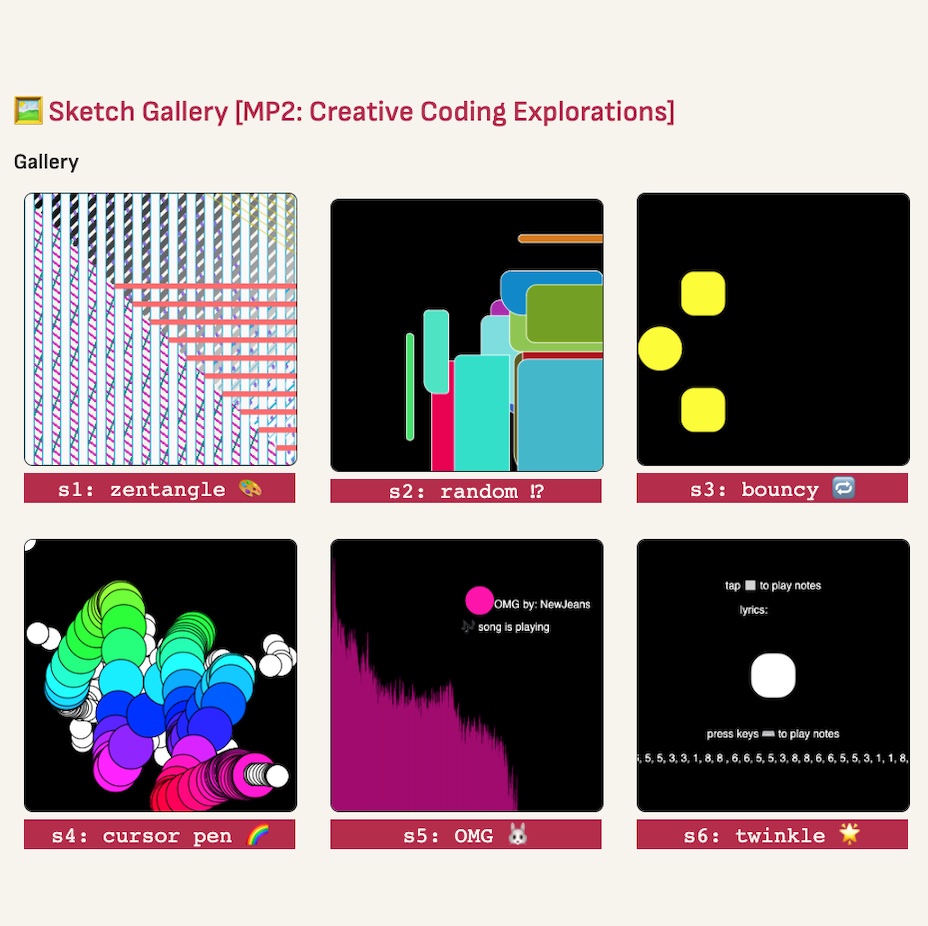 🖼️ Sketch Gallery [MP2: Creative Coding Explorations]
Gallery
s1: zentangle 🎨
s2: random ⁉
s3: bouncy 🔁
OMG by: NewJeans
🎶 song is playing
tap ⬜ to play notes
lyrics:
press keys ⌨️ to play notes
5, 5, 3, 3, 1, 8, 8 , 6, 6, 5, 5, 3, 8, 8, 6, 6, 5, 5, 3, 1, 1, 8,
s4: cursor pen 🌈
s5: OMG 🐰
s6: twinkle 🌟